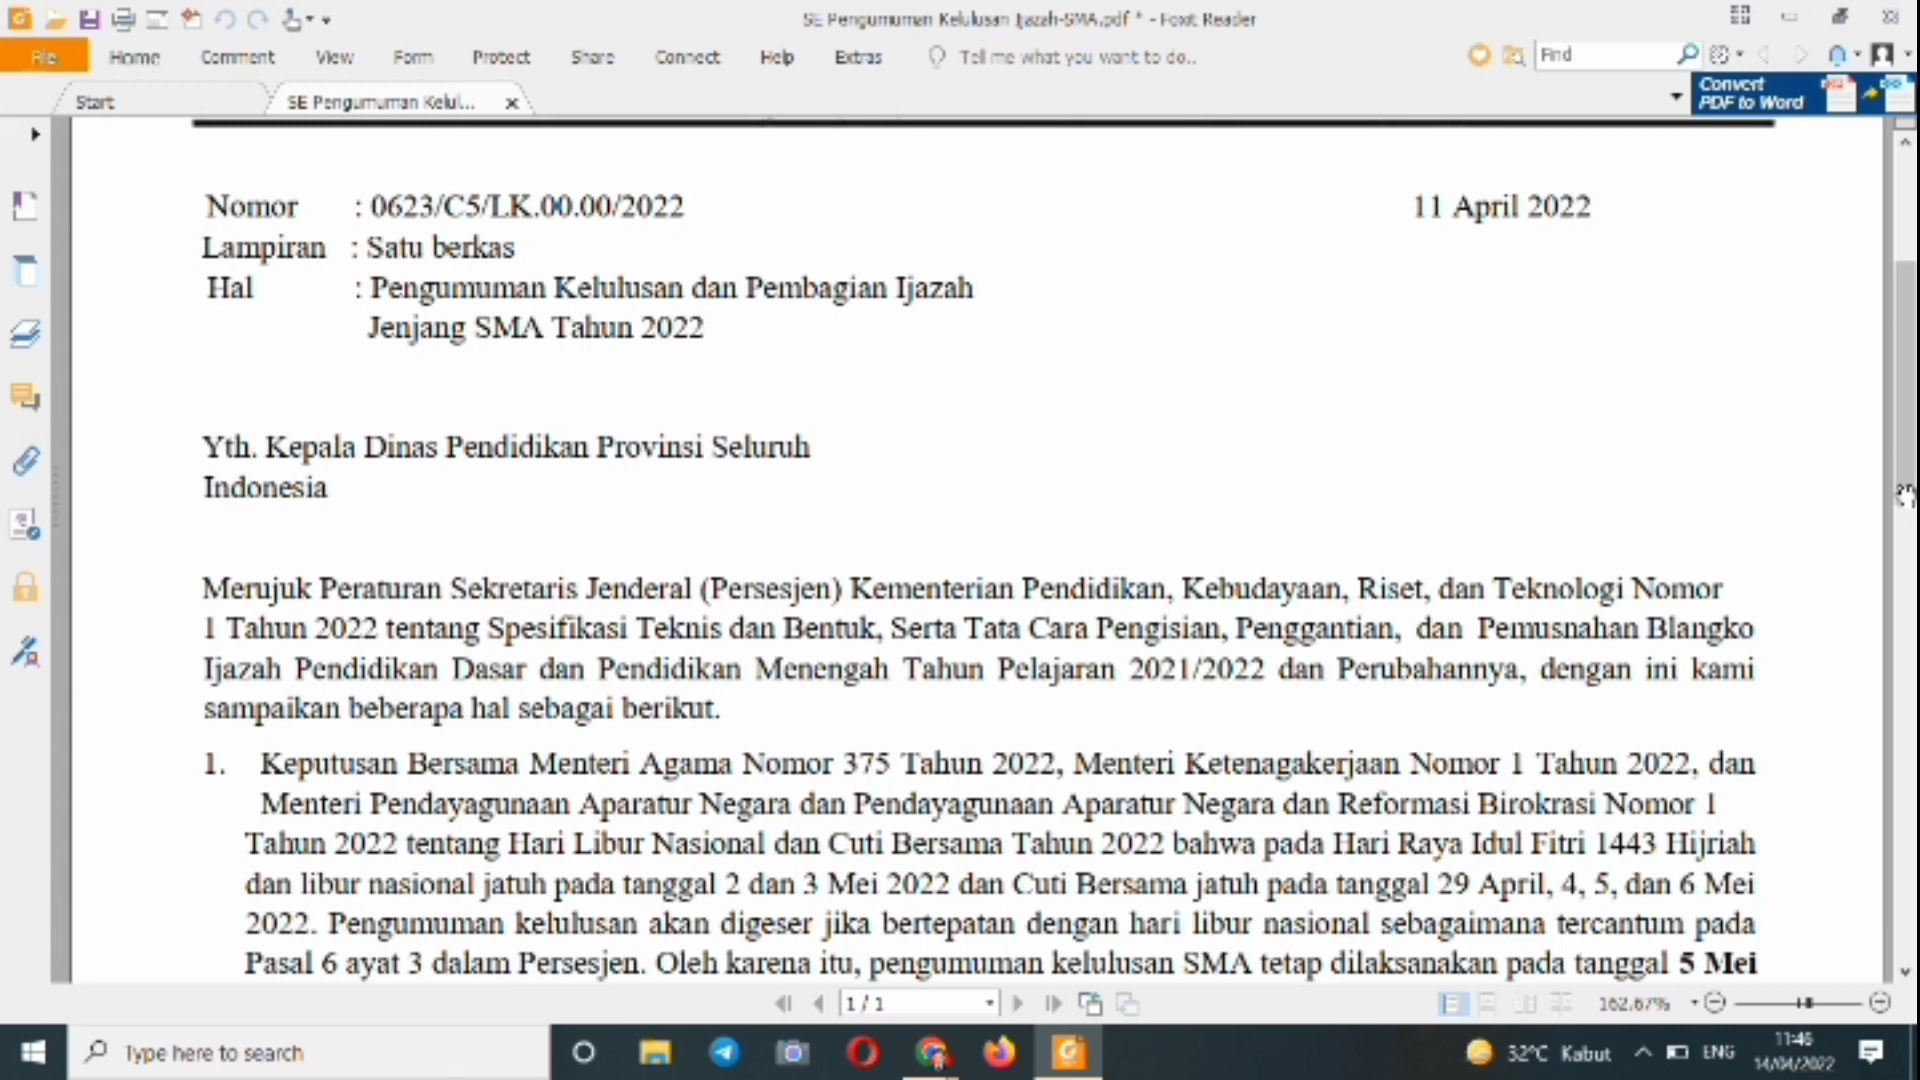 SE Pengumuman Kelulusan Ijazah-SMA.pdf * - Foxit Reader
File Home Comment View Form Protect Share Connect Help Extras Tell me what you want to do.. Find
Start SE Pengumuman Kelul... Convert
PDF to Word
Nomor : 0623/C5/LK.00.00/2022 11 April 2022
Lampiran : Satu berkas
Hal : Pengumuman Kelulusan dan Pembagian Ijazah
Jenjang SMA Tahun 2022
Yth. Kepala Dinas Pendidikan Provinsi Seluruh
Indonesia
Merujuk Peraturan Sekretaris Jenderal (Persesjen) Kementerian Pendidikan, Kebudayaan, Riset, dan Teknologi Nomor
1 Tahun 2022 tentang Spesifikasi Teknis dan Bentuk, Serta Tata Cara Pengisian, Penggantian, dan Pemusnahan Blangko
Ijazah Pendidikan Dasar dan Pendidikan Menengah Tahun Pelajaran 2021/2022 dan Perubahannya, dengan ini kami
sampaikan beberapa hal sebagai berikut.
1. Keputusan Bersama Menteri Agama Nomor 375 Tahun 2022, Menteri Ketenagakerjaan Nomor 1 Tahun 2022, dan
Menteri Pendayagunaan Aparatur Negara dan Pendayagunaan Aparatur Negara dan Reformasi Birokrasi Nomor 1
Tahun 2022 tentang Hari Libur Nasional dan Cuti Bersama Tahun 2022 bahwa pada Hari Raya Idul Fitri 1443 Hijriah
dan libur nasional jatuh pada tanggal 2 dan 3 Mei 2022 dan Cuti Bersama jatuh pada tanggal 29 April, 4, 5, dan 6 Mei
2022. Pengumuman kelulusan akan digeser jika bertepatan dengan hari libur nasional sebagaimana tercantum pada
Pasal 6 ayat 3 dalam Persesjen. Oleh karena itu, pengumuman kelulusan SMA tetap dilaksanakan pada tanggal 5 Mei
1 / 1 162.67%
Type here to search 32°C Kabut ENG 11:46
14/04/2022